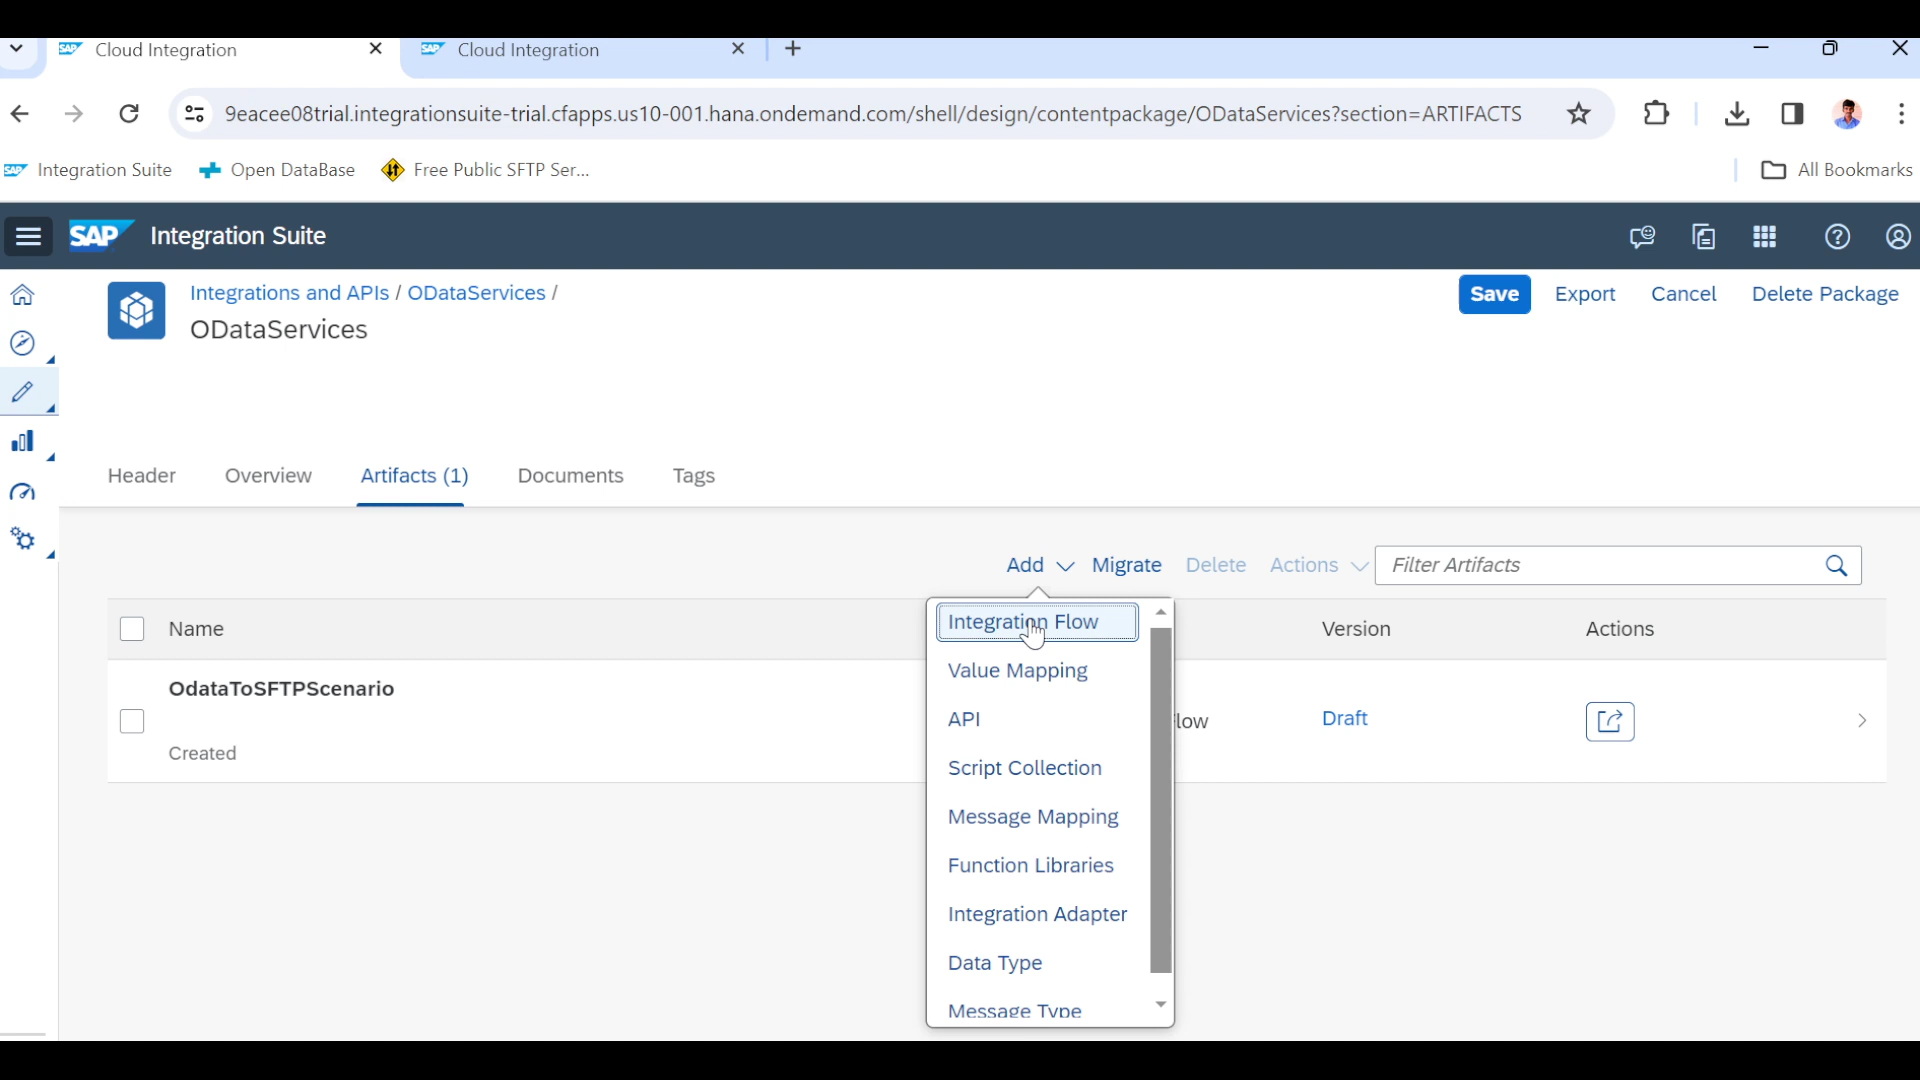 Cloud Integration
Cloud Integration
9eacee08trial.integrationsuite-trial.cfapps.us10-001.hana.ondemand.com/shell/design/contentpackage/ODataServices?section=ARTIFACTS
Integration Suite
Open DataBase
Free Public SFTP Ser...
All Bookmarks
SAP Integration Suite
Integrations and APIs / ODataServices /
ODataServices
Save Export Cancel Delete Package
Header Overview Artifacts (1) Documents Tags
Add Migrate Delete Actions Filter Artifacts
Name Version Actions
OdataToSFTPScenario
Created
low
Draft
Integration Flow
Value Mapping
API
Script Collection
Message Mapping
Function Libraries
Integration Adapter
Data Type
Message Type